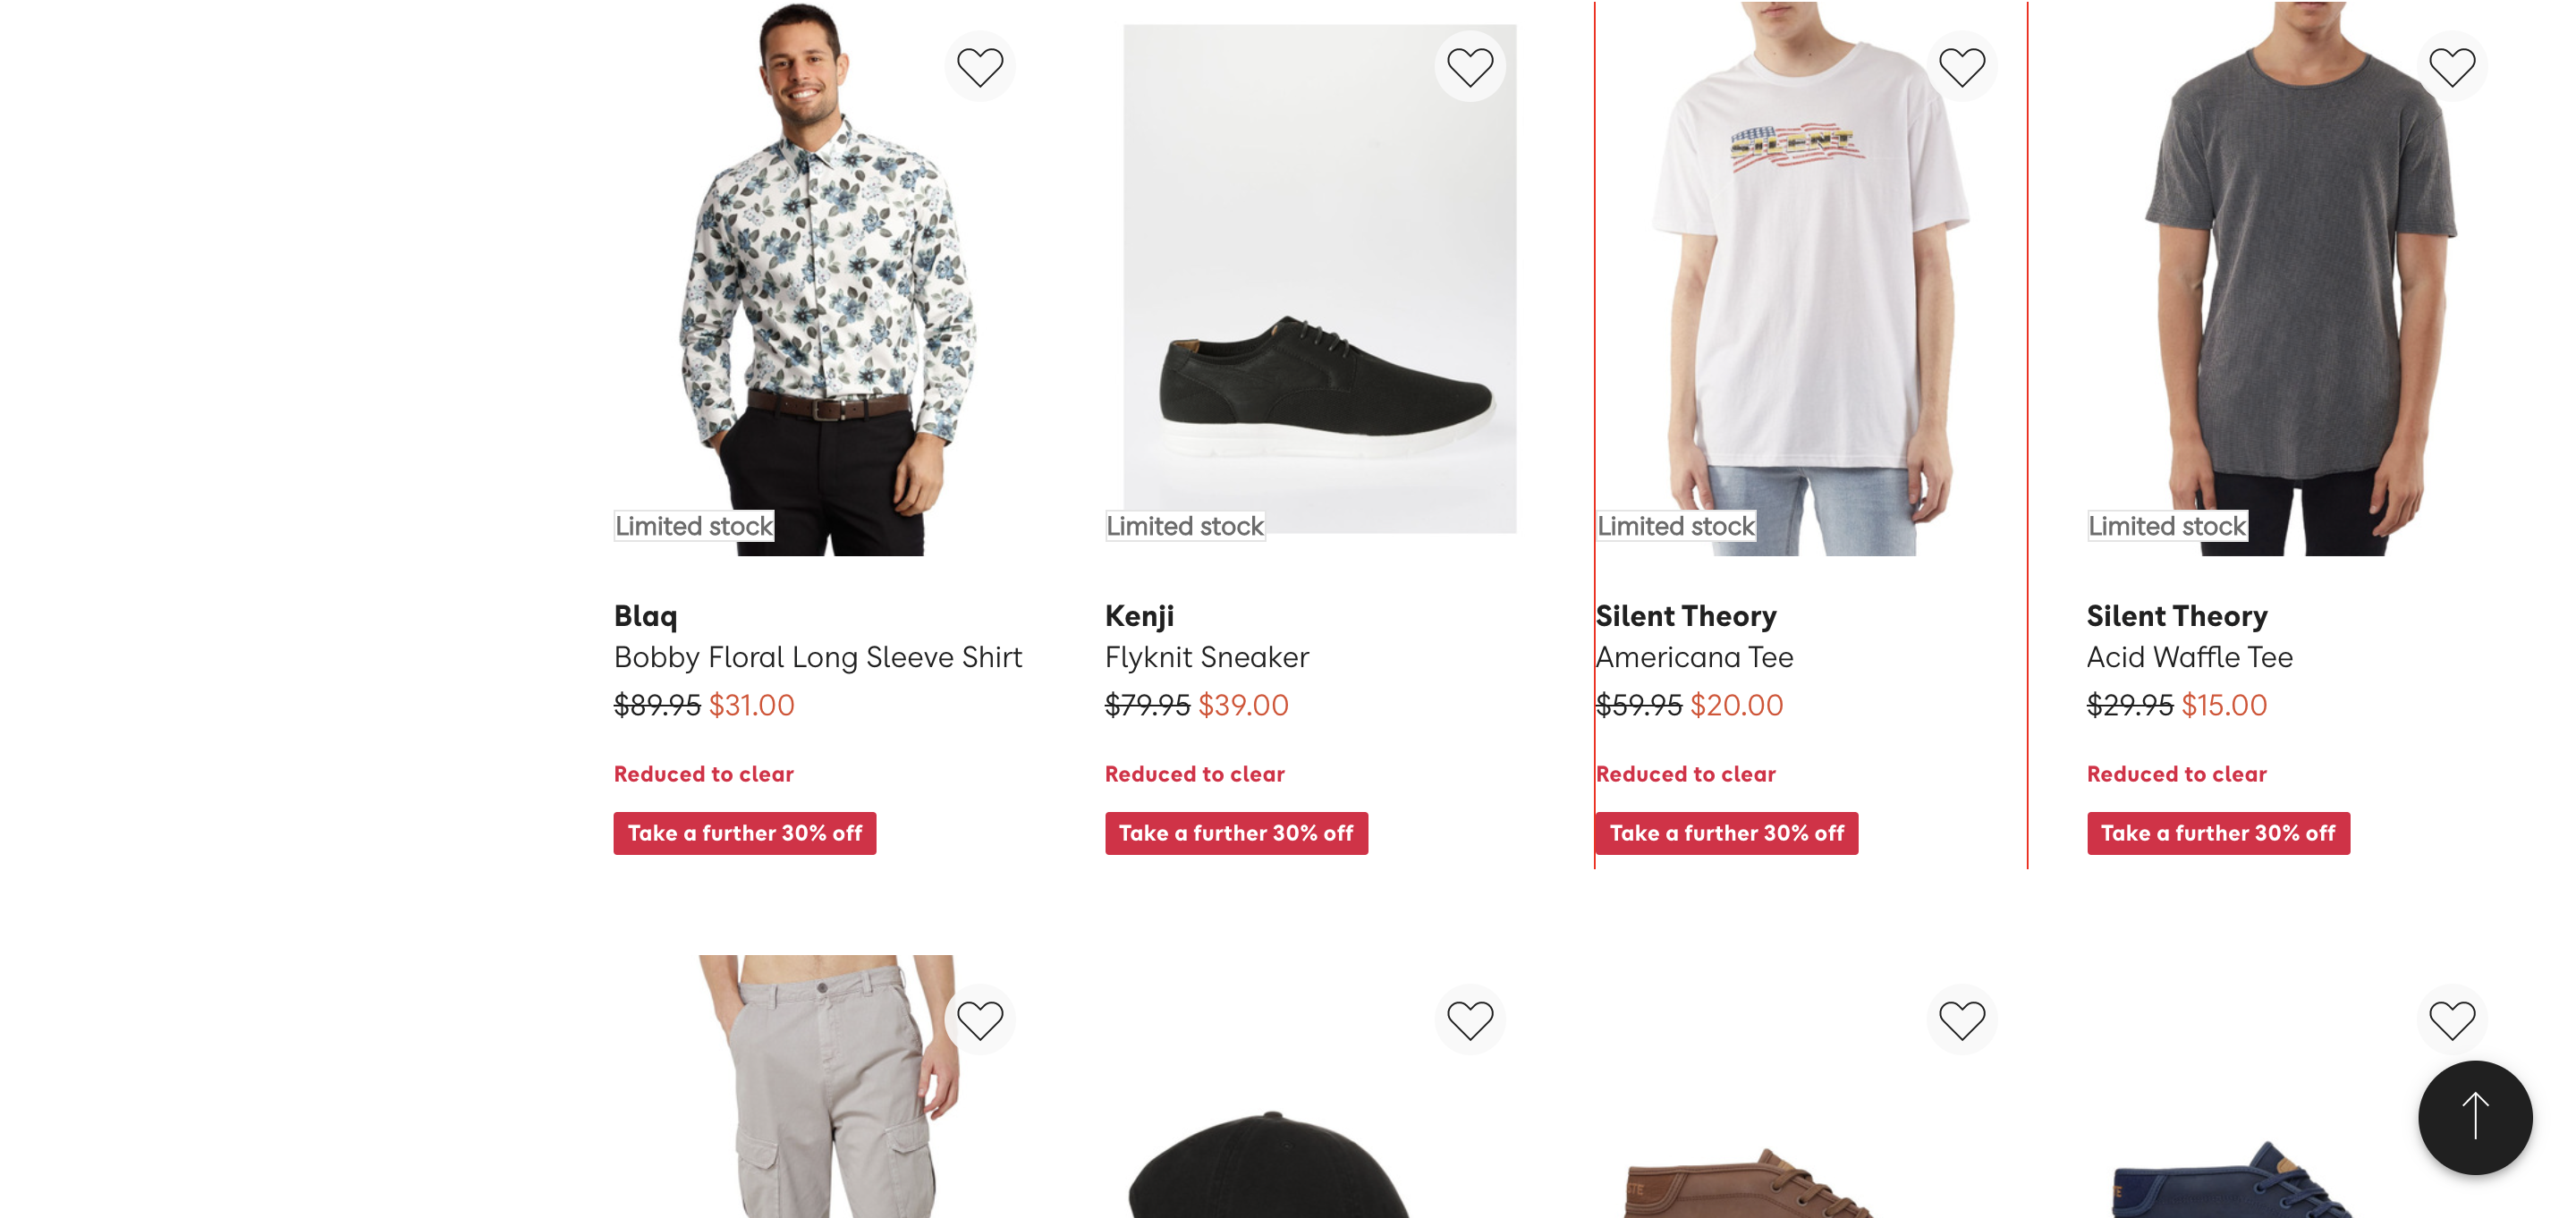 SILENT
Limited stock
Limited stock
Limited stock
Limited stock
Blaq
Bobby Floral Long Sleeve Shirt
$89.95 $31.00
Reduced to clear
Take a further 30% off
Kenji
Flyknit Sneaker
$79.95 $39.00
Reduced to clear
Take a further 30% off
Silent Theory
Americana Tee
$59.95 $20.00
Reduced to clear
Take a further 30% off
Silent Theory
Acid Waffle Tee
$29.95 $15.00
Reduced to clear
Take a further 30% off